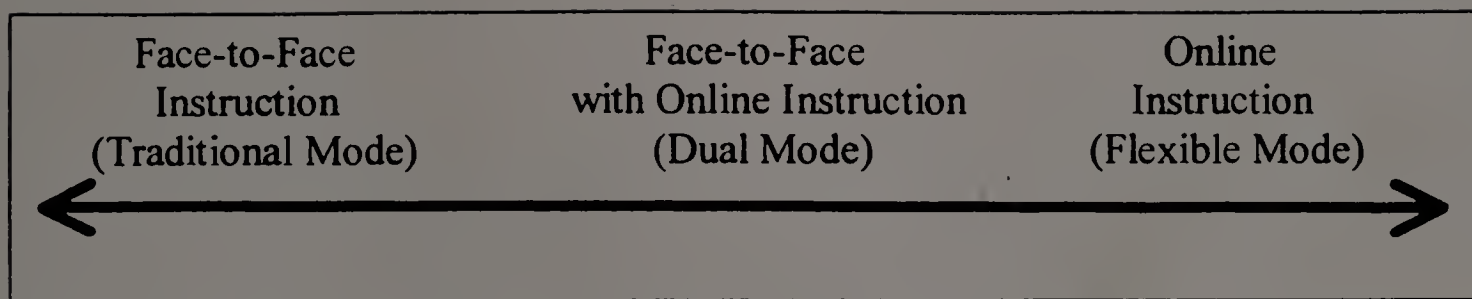 Face-to-Face
Instruction
(Traditional Mode)
Face-to-Face
with Online Instruction
(Dual Mode)
Online
Instruction
(Flexible Mode)